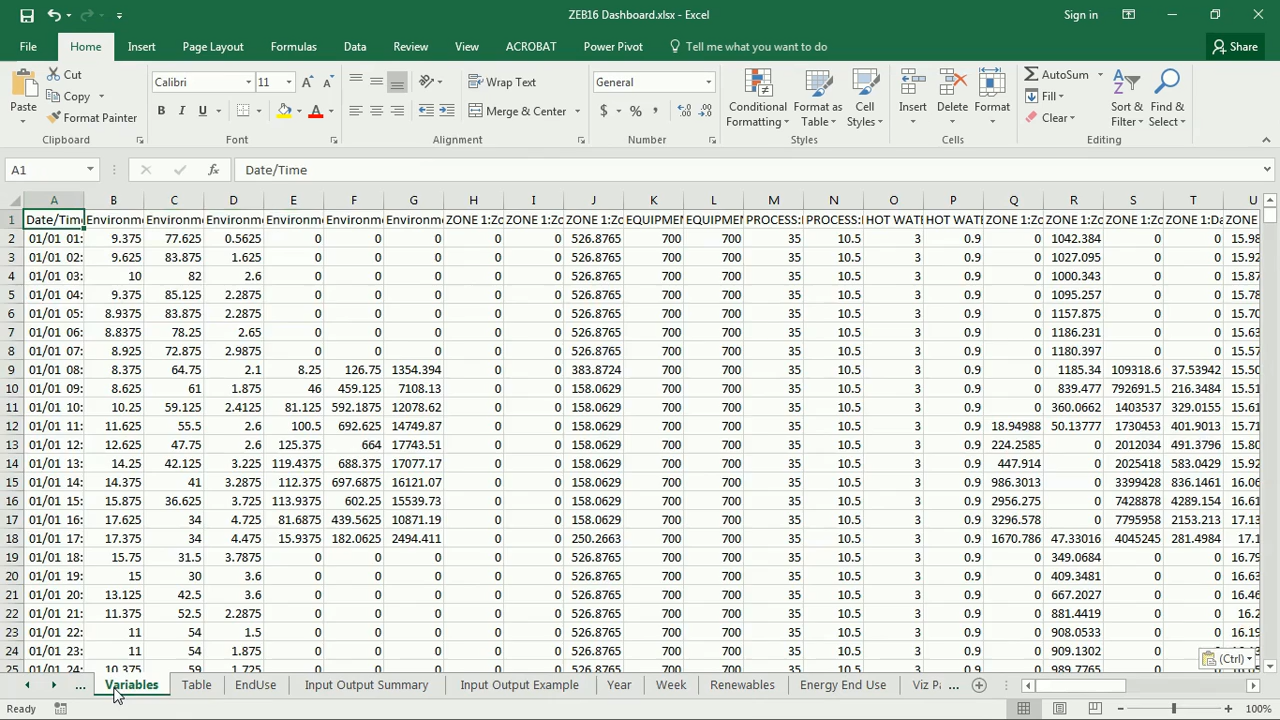 ZEB16 Dashboard.xlsx - Excel
Sign in
File Home Insert Page Layout Formulas Data Review View ACROBAT Power Pivot Tell me what you want to do Share
Paste Cut Copy Format Painter
Calibri 11
B I U
Wrap Text
Merge & Center
General
$ % ,
Conditional Formatting Format as Table Cell Styles
Insert Delete Format
AutoSum Fill Clear
Sort & Filter Find & Select
Clipboard Font Alignment Number Styles Cells Editing
A1 fx Date/Time
A B C D E F G H I J K L M N O P Q R S T U
1 Date/Time Environme Environme Environme Environme Environme Environme ZONE 1:Zo ZONE 1:Zo ZONE 1:Zo EQUIPMEN EQUIPMEN PROCESS:E PROCESS:E HOT WATE HOT WATE ZONE 1:Zo ZONE 1:Zo ZONE 1:Zo ZONE 1:Da ZONE
2 01/01 01: 9.375 77.625 0.5625 0 0 0 0 0 526.8765 700 700 35 10.5 3 0.9 0 1042.384 0 0 15.98
3 01/01 02: 9.625 83.875 1.625 0 0 0 0 0 526.8765 700 700 35 10.5 3 0.9 0 1027.095 0 0 15.92
4 01/01 03: 10 82 2.6 0 0 0 0 0 526.8765 700 700 35 10.5 3 0.9 0 1000.343 0 0 15.87
5 01/01 04: 9.375 85.125 2.2875 0 0 0 0 0 526.8765 700 700 35 10.5 3 0.9 0 1095.257 0 0 15.78
6 01/01 05: 8.9375 83.875 2.2875 0 0 0 0 0 526.8765 700 700 35 10.5 3 0.9 0 1157.875 0 0 15.70
7 01/01 06: 8.8375 78.25 2.65 0 0 0 0 0 526.8765 700 700 35 10.5 3 0.9 0 1186.231 0 0 15.63
8 01/01 07: 8.925 72.875 2.9875 0 0 0 0 0 526.8765 700 700 35 10.5 3 0.9 0 1180.397 0 0 15.57
9 01/01 08: 8.375 64.75 2.1 8.25 126.75 1354.394 0 0 383.8724 700 700 35 10.5 3 0.9 0 1185.34 109318.6 37.53942 15.50
10 01/01 09: 8.625 61 1.875 46 459.125 7108.13 0 0 158.0629 700 700 35 10.5 3 0.9 0 839.477 792691.5 216.3484 15.51
11 01/01 10: 10.25 59.125 2.4125 81.125 592.1875 12078.62 0 0 158.0629 700 700 35 10.5 3 0.9 0 360.0662 1403537 329.0155 15.61
12 01/01 11: 11.625 55.5 2.6 100.5 692.625 14749.87 0 0 158.0629 700 700 35 10.5 3 0.9 18.94988 50.13777 1730453 401.9013 15.71
13 01/01 12: 12.625 47.75 2.6 125.375 664 17743.51 0 0 158.0629 700 700 35 10.5 3 0.9 224.2585 0 2012034 491.3796 15.80
14 01/01 13: 14.25 42.125 3.225 119.4375 688.375 17077.17 0 0 158.0629 700 700 35 10.5 3 0.9 447.914 0 2025418 583.0429 15.92
15 01/01 14: 14.375 41 3.2875 112.375 697.6875 16121.07 0 0 158.0629 700 700 35 10.5 3 0.9 986.3013 0 3399428 836.1461 16.06
16 01/01 15: 15.875 36.625 3.725 113.9375 602.25 15539.73 0 0 158.0629 700 700 35 10.5 3 0.9 2956.275 0 7428878 4289.154 16.61
17 01/01 16: 17.625 34 4.725 81.6875 439.5625 10871.19 0 0 158.0629 700 700 35 10.5 3 0.9 3296.578 0 7795958 2153.213 17.13
18 01/01 17: 17.375 34 4.475 15.9375 182.0625 2494.411 0 0 250.2663 700 700 35 10.5 3 0.9 1670.786 47.33016 4045245 281.4984 17.1
19 01/01 18: 15.75 31.5 3.7875 0 0 0 0 0 526.8765 700 700 35 10.5 3 0.9 0 349.0684 0 0 16.79
20 01/01 19: 15 30 3.6 0 0 0 0 0 526.8765 700 700 35 10.5 3 0.9 0 409.3481 0 0 16.63
21 01/01 20: 13.125 42.5 3.6 0 0 0 0 0 526.8765 700 700 35 10.5 3 0.9 0 667.2027 0 0 16.46
22 01/01 21: 11.375 52.5 2.2875 0 0 0 0 0 526.8765 700 700 35 10.5 3 0.9 0 881.4419 0 0 16.2
23 01/01 22: 11 54 1.5 0 0 0 0 0 526.8765 700 700 35 10.5 3 0.9 0 908.0533 0 0 16.19
24 01/01 23: 11 54 1.875 0 0 0 0 0 526.8765 700 700 35 10.5 3 0.9 0 909.1302 0 0 16.09
25 01/01 24: 10.375 59 1.725 0 0 0 0 0 526.8765 700 700 35 10.5 3 0.9 0 989.7765 0 0
(Ctrl)
... Variables Table EndUse Input Output Summary Input Output Example Year Week Renewables Energy End Use Viz Pa ...
Ready 100%